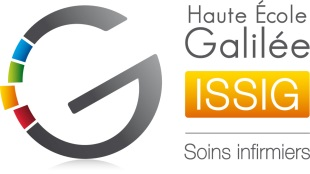 G
Haute École
Galilée
ISSIG
Soins infirmiers